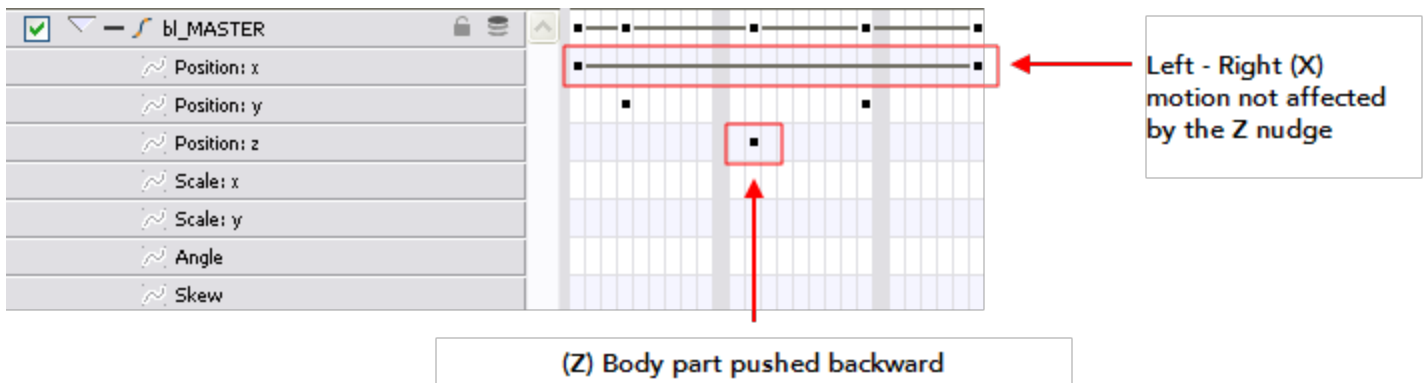 bl_MASTER
Position: x
Position: y
Position: z
Scale: x
Scale: y
Angle
Skew
Left - Right (X)
motion not affected
by the Z nudge
(Z) Body part pushed backward